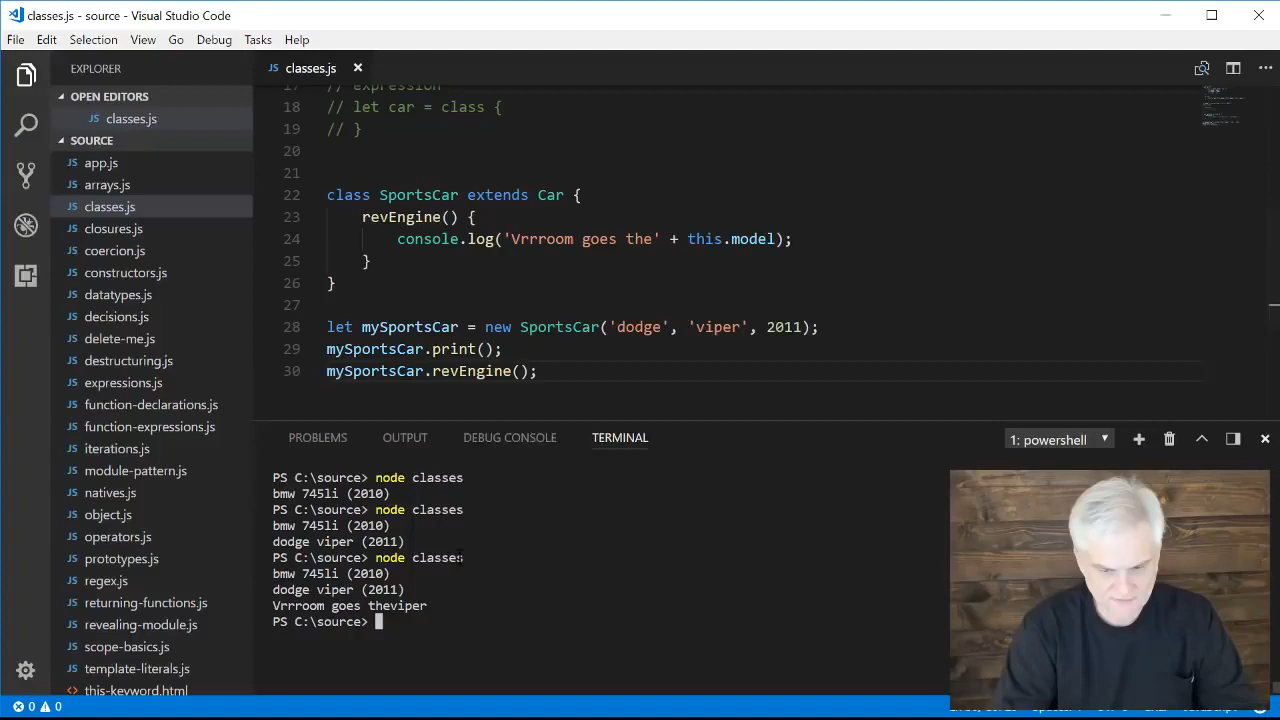 classes.js - source - Visual Studio Code
File Edit Selection View Go Debug Tasks Help
EXPLORER
classes.js
OPEN EDITORS
classes.js
SOURCE
app.js
arrays.js
classes.js
closures.js
coercion.js
constructors.js
datatypes.js
decisions.js
delete-me.js
destructuring.js
expressions.js
function-declarations.js
function-expressions.js
iterations.js
module-pattern.js
natives.js
object.js
operators.js
prototypes.js
regex.js
returning-functions.js
revealing-module.js
scope-basics.js
template-literals.js
this-keyword.html
17 // expression
18 // let car = class {
19 // }
20
21
22 class SportsCar extends Car {
23 revEngine() {
24 console.log('Vrrroom goes the' + this.model);
25 }
26 }
27
28 let mySportsCar = new SportsCar('dodge', 'viper', 2011);
29 mySportsCar.print();
30 mySportsCar.revEngine();
PROBLEMS OUTPUT DEBUG CONSOLE TERMINAL 1: powershell
PS C:\source> node classes
bmw 745li (2010)
PS C:\source> node classes
bmw 745li (2010)
dodge viper (2011)
PS C:\source> node classes
bmw 745li (2010)
dodge viper (2011)
Vrrroom goes theviper
PS C:\source>
0 0